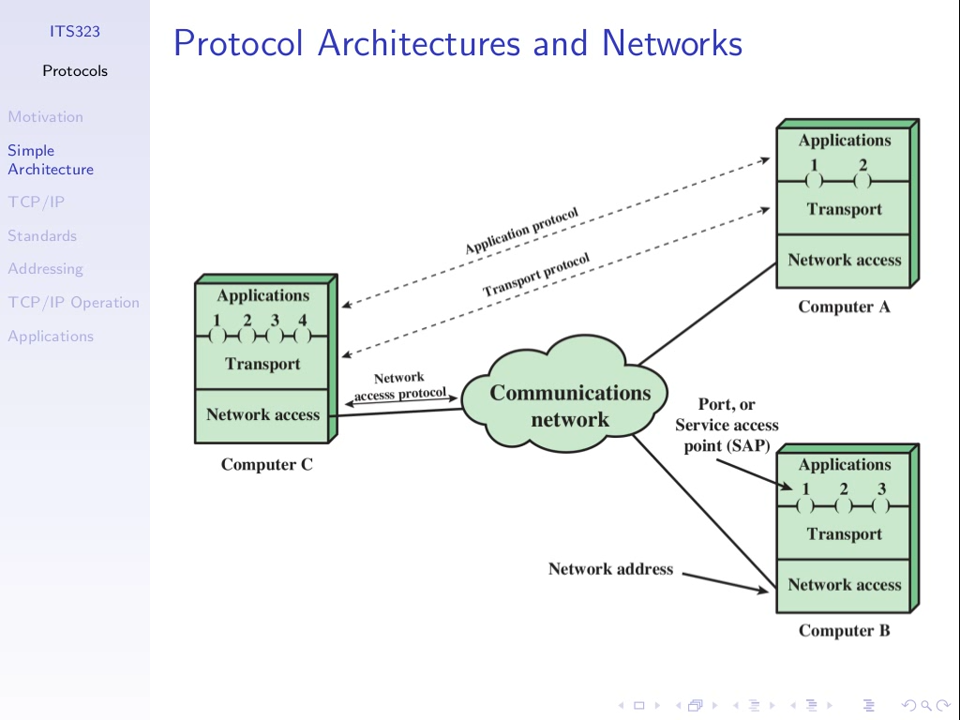 ITS323
Protocols
Motivation
Simple
Architecture
TCP/IP
Standards
Addressing
TCP/IP Operation
Applications
Protocol Architectures and Networks
Applications
1 2
Transport
Network access
Computer A
Application protocol
Transport protocol
Applications
1 2 3 4
Transport
Network access
Computer C
Network
accesss protocol
Communications
network
Port, or
Service access
point (SAP)
Applications
1 2 3
Transport
Network access
Computer B
Network address